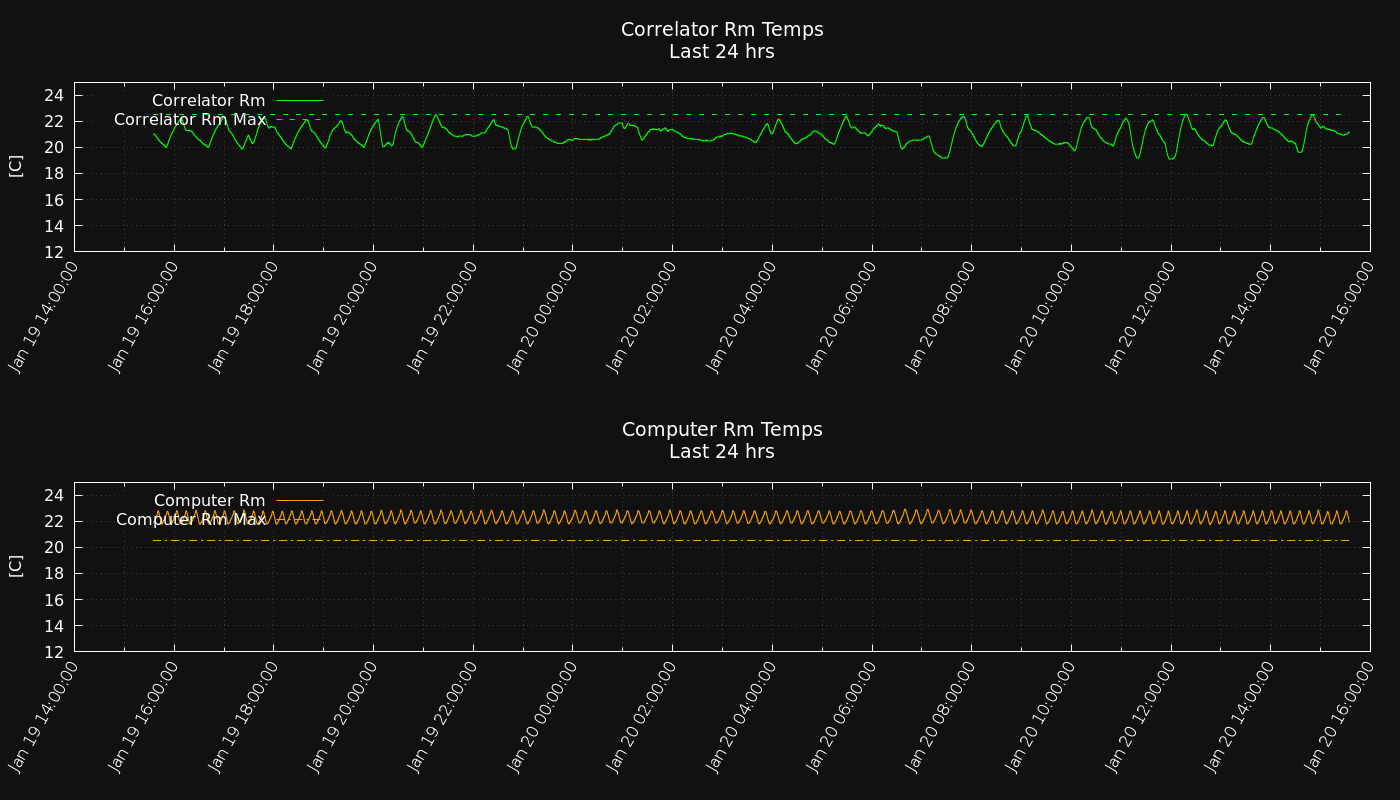 Correlator Rm Temps
Last 24 hrs
24
22
20
18
16
14
12
[C]
Correlator Rm
Correlator Rm Max
Jan 19 14:00:00
Jan 19 16:00:00
Jan 19 18:00:00
Jan 19 20:00:00
Jan 19 22:00:00
Jan 20 00:00:00
Jan 20 02:00:00
Jan 20 04:00:00
Jan 20 06:00:00
Jan 20 08:00:00
Jan 20 10:00:00
Jan 20 12:00:00
Jan 20 14:00:00
Jan 20 16:00:00
Computer Rm Temps
Last 24 hrs
24
22
20
18
16
14
12
[C]
Computer Rm
Computer Rm Max
Jan 19 14:00:00
Jan 19 16:00:00
Jan 19 18:00:00
Jan 19 20:00:00
Jan 19 22:00:00
Jan 20 00:00:00
Jan 20 02:00:00
Jan 20 04:00:00
Jan 20 06:00:00
Jan 20 08:00:00
Jan 20 10:00:00
Jan 20 12:00:00
Jan 20 14:00:00
Jan 20 16:00:00